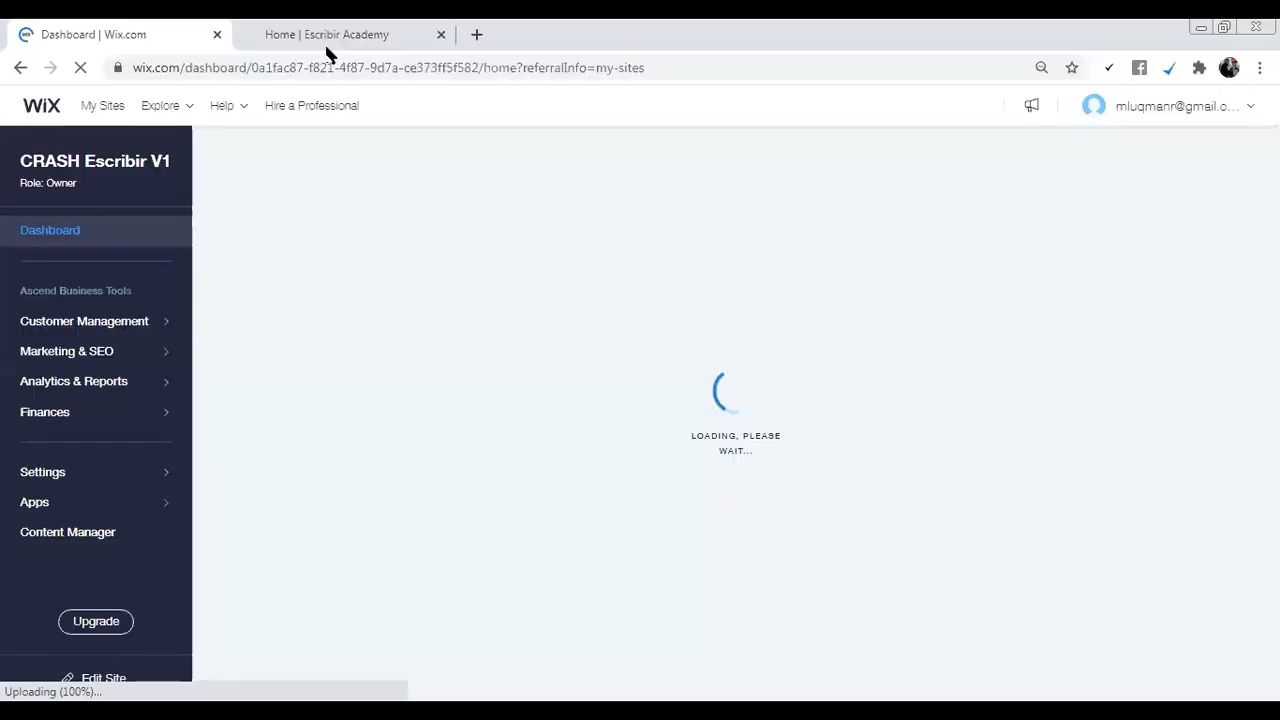 Dashboard | Wix.com
Home | Escribir Academy
wix.com/dashboard/0a1fac87-f821-4f87-9d7a-ce373ff5f582/home?referralInfo=my-sites
WiX My Sites Explore Help Hire a Professional mluqmann@gmail.o...
CRASH Escribir V1
Role: Owner
Dashboard
Ascend Business Tools
Customer Management
Marketing & SEO
Analytics & Reports
Finances
Settings
Apps
Content Manager
Upgrade
Edit Site
LOADING, PLEASE
WAIT...
Uploading (100%)...